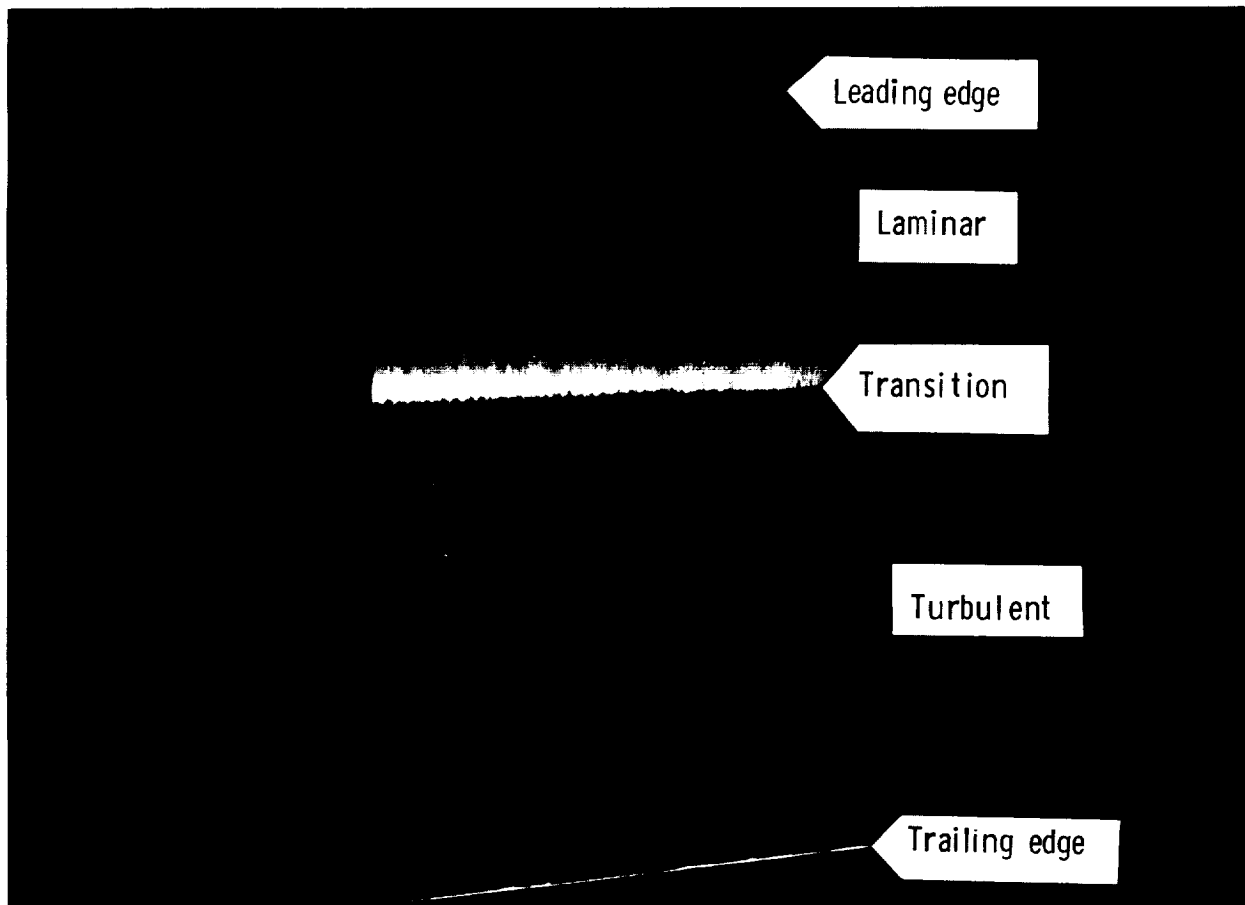 Leading edge
Laminar
Transition
Turbulent
Trailing edge